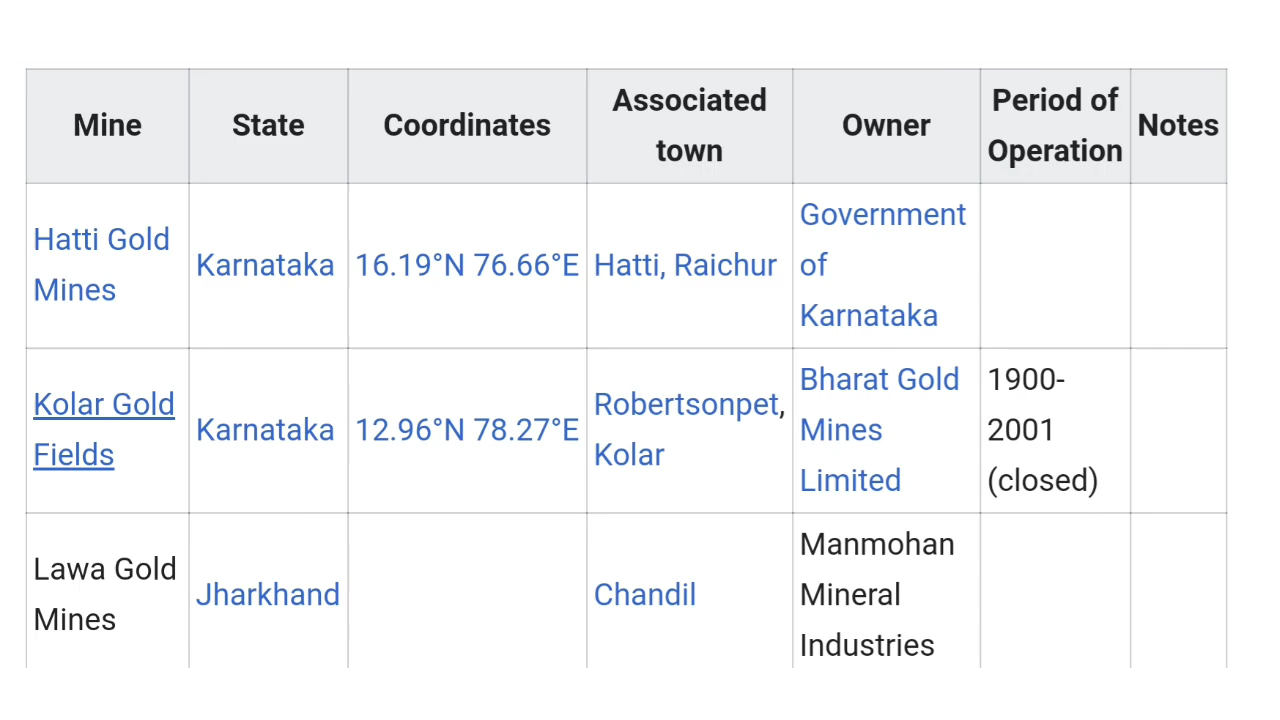 Mine State Coordinates Associated town Owner Period of Operation Notes
Hatti Gold Mines Karnataka 16.19°N 76.66°E Hatti, Raichur Government of Karnataka
Kolar Gold Fields Karnataka 12.96°N 78.27°E Robertsonpet, Kolar Bharat Gold Mines Limited 1900-2001 (closed)
Lawa Gold Mines Jharkhand Chandil Manmohan Mineral Industries